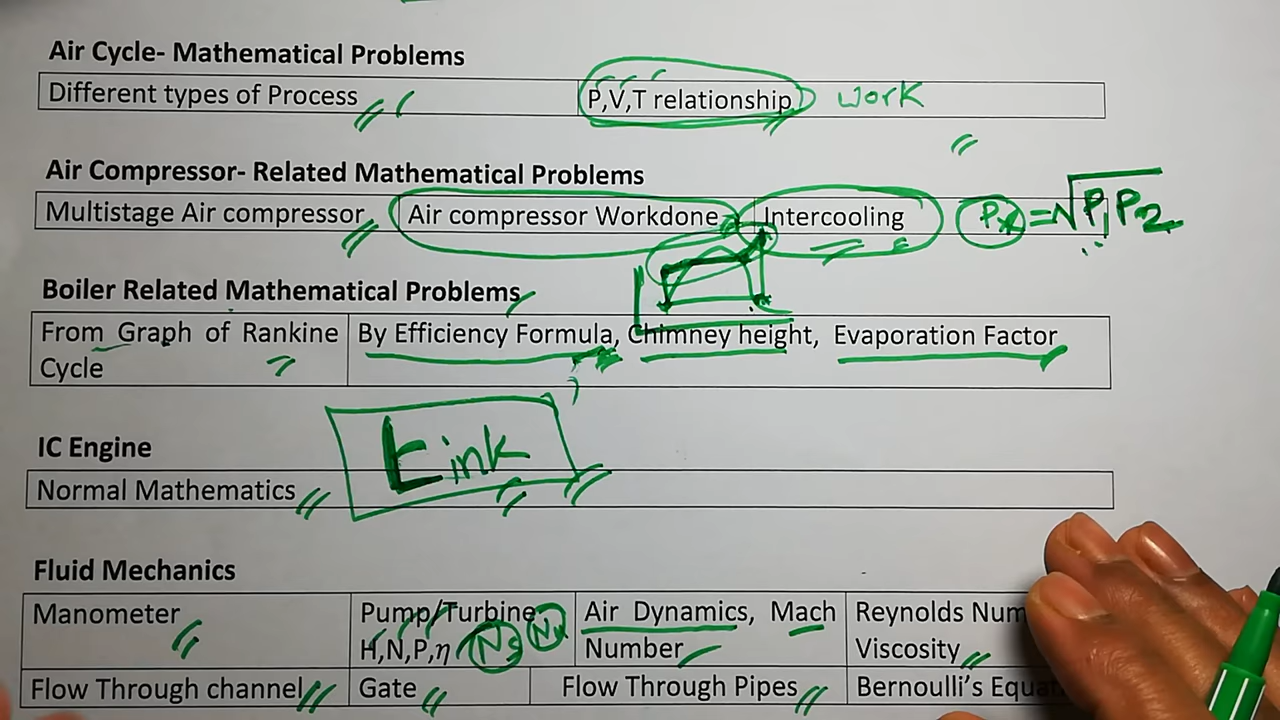 Air Cycle- Mathematical Problems
Different types of Process P,V,T relationship work
Air Compressor- Related Mathematical Problems
Multistage Air compressor Air compressor Workdone Intercooling Px = √P1 P2
Boiler Related Mathematical Problems
From Graph of Rankine By Efficiency Formula, Chimney height, Evaporation Factor
Cycle
Link
IC Engine
Normal Mathematics
Fluid Mechanics
Manometer Pump/Turbine Air Dynamics, Mach Reynolds Num
H,N,P,η Ns Nu Number Viscosity
Flow Through channel Gate Flow Through Pipes Bernoulli's Equa